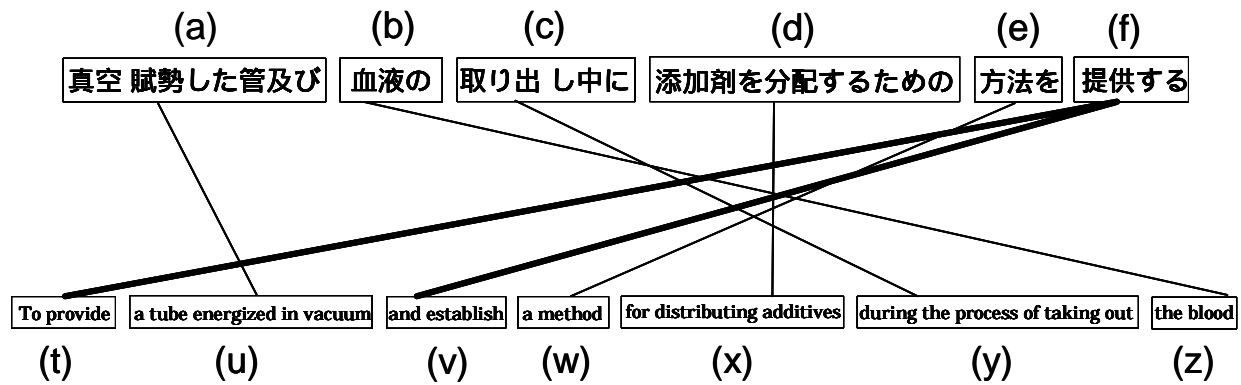 (a) (b) (c) (d) (e) (f)
真空 賦勢した管及び 血液の 取り出 し中に 添加剤を分配するための 方法を 提供する
To provide a tube energized in vacuum and establish a method for distributing additives during the process of taking out the blood
(t) (u) (v) (w) (x) (y) (z)